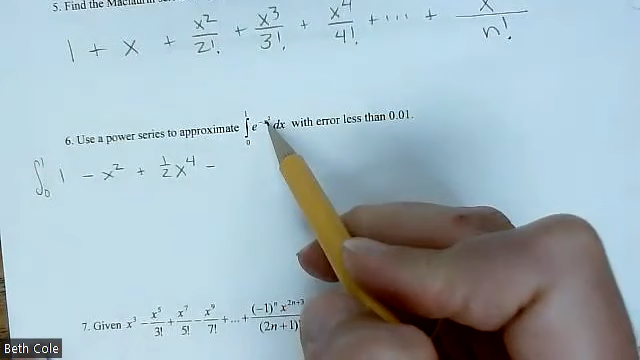 5. Find the Maclaurin
1 + x + x²/2! + x³/3! + x⁴/4! + ... + x/n!
6. Use a power series to approximate ∫₀¹ e^(-x²) dx with error less than 0.01.
∫₀¹ 1 - x² + ½x⁴ -
7. Given x³ - x⁵/3! + x⁷/5! - x⁹/7! + ... + (-1)ⁿ x^(2n+3)/(2n+1)
Beth Cole